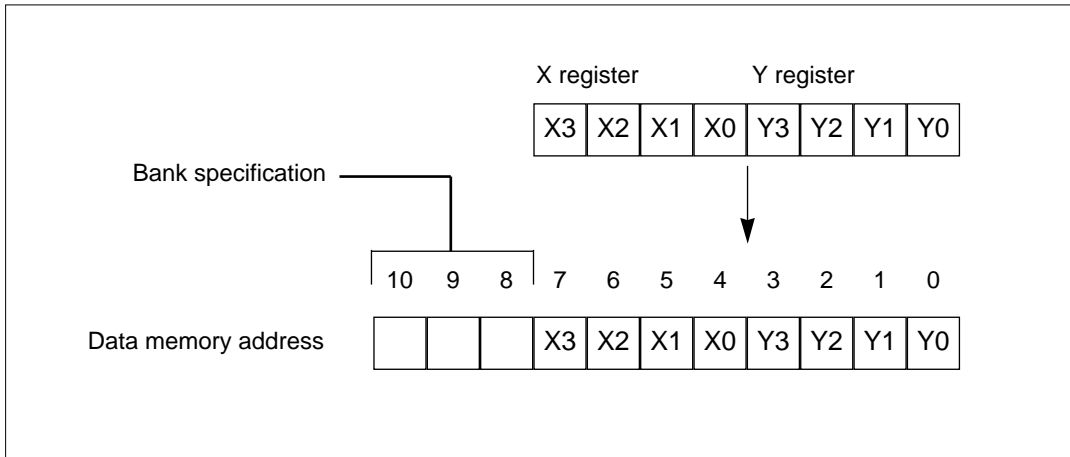 X register Y register
X3 X2 X1 X0 Y3 Y2 Y1 Y0
Bank specification
10 9 8 7 6 5 4 3 2 1 0
Data memory address X3 X2 X1 X0 Y3 Y2 Y1 Y0